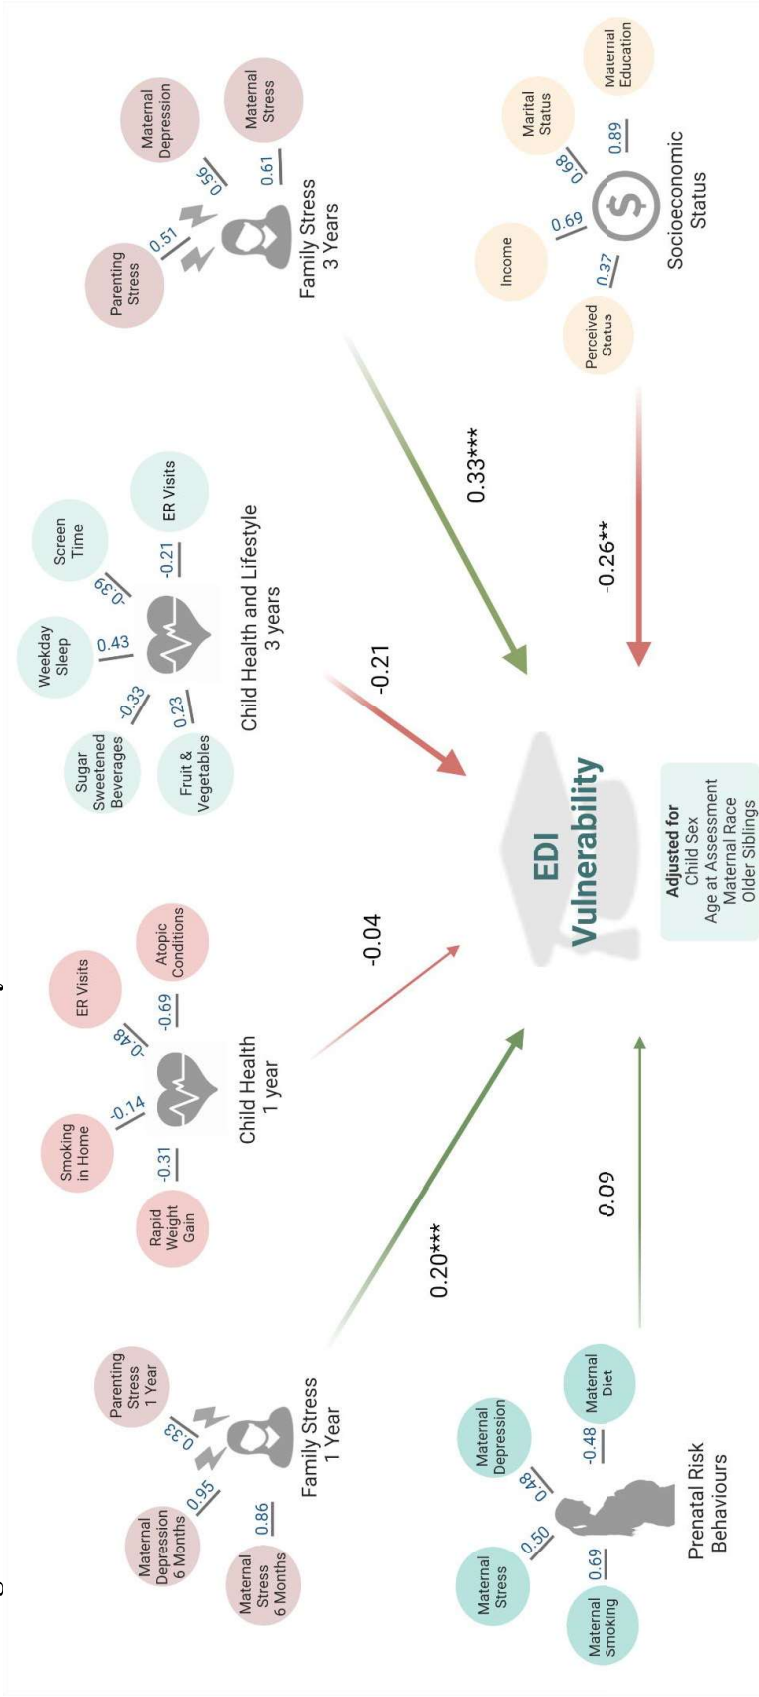 Parenting
Stress
1 Year
0.33
Maternal
Depression
6 Months
0.95
Maternal
Stress
6 Months
0.86
Family Stress
1 Year
Smoking
in Home
-0.14
ER Visits
-0.48
Rapid
Weight
Gain
-0.31
Atopic
Conditions
-0.69
Child Health
1 year
Weekday
Sleep
0.43
Screen
Time
-0.39
Sugar
Sweetened
Beverages
-0.33
Fruit &
Vegetables
0.23
ER Visits
-0.21
Child Health and Lifestyle
3 years
Parenting
Stress
0.51
Maternal
Depression
0.56
Maternal
Stress
0.61
Family Stress
3 Years
0.20***
-0.04
-0.21
0.33***
Maternal
Stress
0.50
Maternal
Depression
0.48
Maternal
Smoking
0.69
Maternal
Diet
-0.48
Prenatal Risk
Behaviours
0.09
EDI
Vulnerability
Adjusted for
Child Sex
Age at Assessment
Maternal Race
Older Siblings
-0.26**
Income
0.69
Marital
Status
0.68
Perceived
Status
0.37
Maternal
Education
0.89
$
Socioeconomic
Status